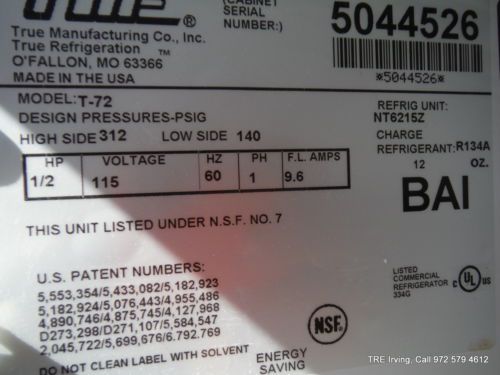 True
(CABINET
SERIAL
NUMBER:)
5044526
*5044526*
True Manufacturing Co., Inc.
True Refrigeration ™
O'FALLON, MO 63366
MADE IN THE USA
MODEL: T-72
DESIGN PRESSURES-PSIG
HIGH SIDE 312 LOW SIDE 140
REFRIG UNIT:
NT6215Z
CHARGE
REFRIGERANT: R134A
12 OZ.
HP VOLTAGE HZ PH F.L. AMPS
1/2 115 60 1 9.6
BAI
THIS UNIT LISTED UNDER N.S.F. NO. 7
U.S. PATENT NUMBERS:
5,553,354/5,433,082/5,182,923
5,182,924/5,076,443/4,955,486
4,890,746/4,875,745/4,127,968
D273,298/D271,107/5,584,547
2,045,722/5,699,676/6.792.769
DO NOT CLEAN LABEL WITH SOLVENT
NSF
LISTED
COMMERCIAL
REFRIGERATOR
334G
C UL US
ENERGY
SAVING
TRE Irving, Call 972 579 4612